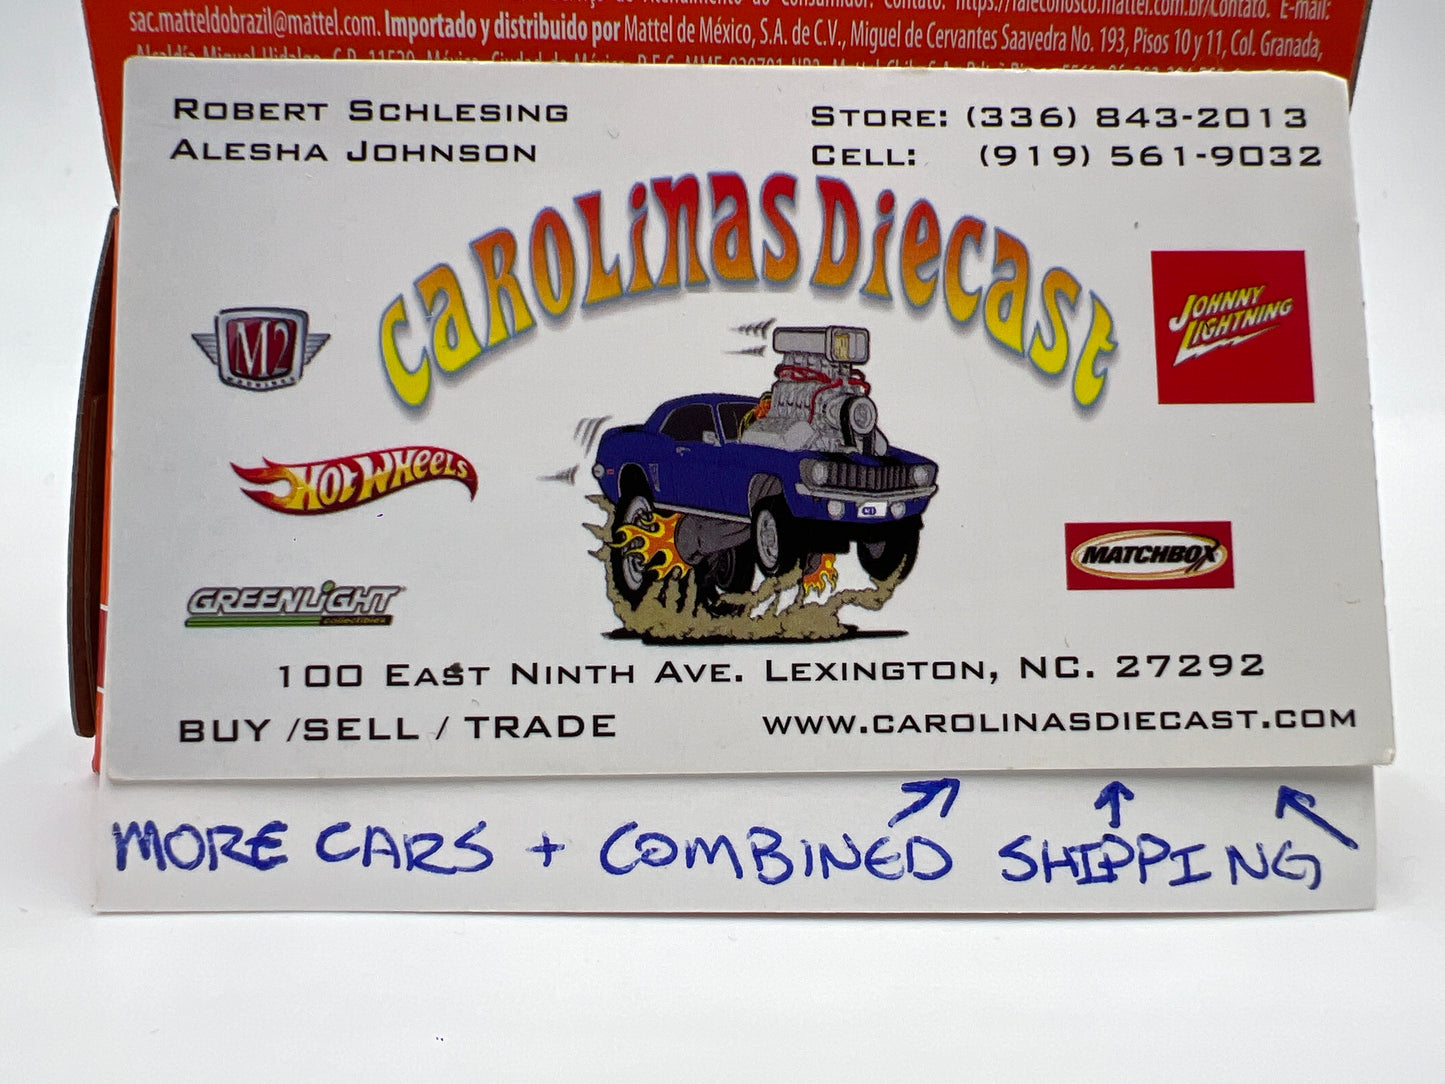 sac.matteldobrazil@mattel.com. Importado y distribuido por Mattel de México, S.A. de C.V., Miguel de Cervantes Saavedra No. 193, Pisos 10 y 11, Col. Granada,
ROBERT SCHLESING
STORE: (336) 843-2013
ALESHA JOHNSON
CELL: (919) 561-9032
CAROLINAS DIECAST
M2
MACHINES
JOHNNY
LIGHTNING
HOT WHEELS
CD
MATCHBOX
GREENLIGHT
collectibles
100 EAST NINTH AVE. LEXINGTON, NC. 27292
BUY /SELL / TRADE
WWW.CAROLINASDIECAST.COM
MORE CARS + COMBINED SHIPPING